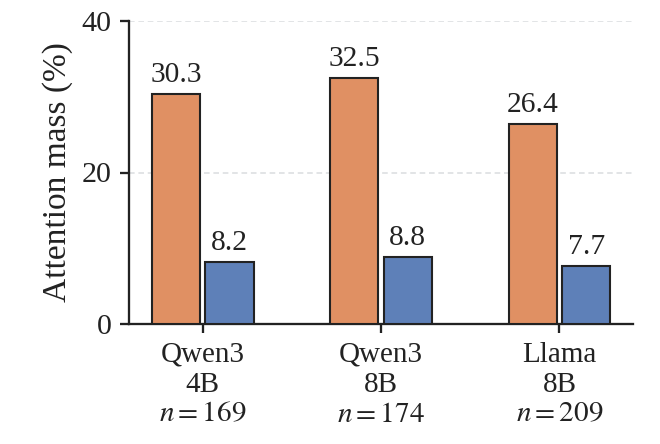 Attention mass (%)
40
20
0
30.3
8.2
32.5
8.8
26.4
7.7
Qwen3
4B
n=169
Qwen3
8B
n=174
Llama
8B
n=209